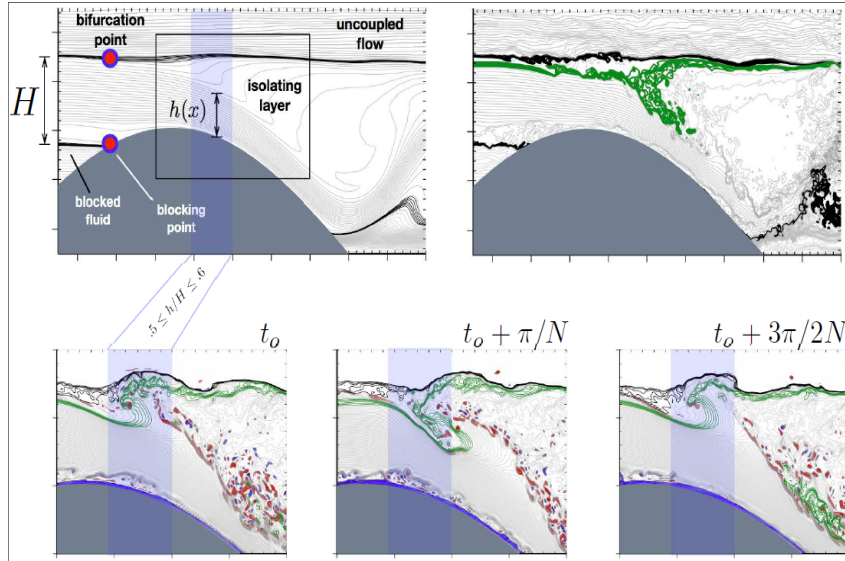 bifurcation
point
uncoupled
flow
isolating
layer
H
h(x)
blocked
fluid
blocking
point
.5 ≤ h/H ≤ .6
t_o
t_o + π/N
t_o + 3π/2N